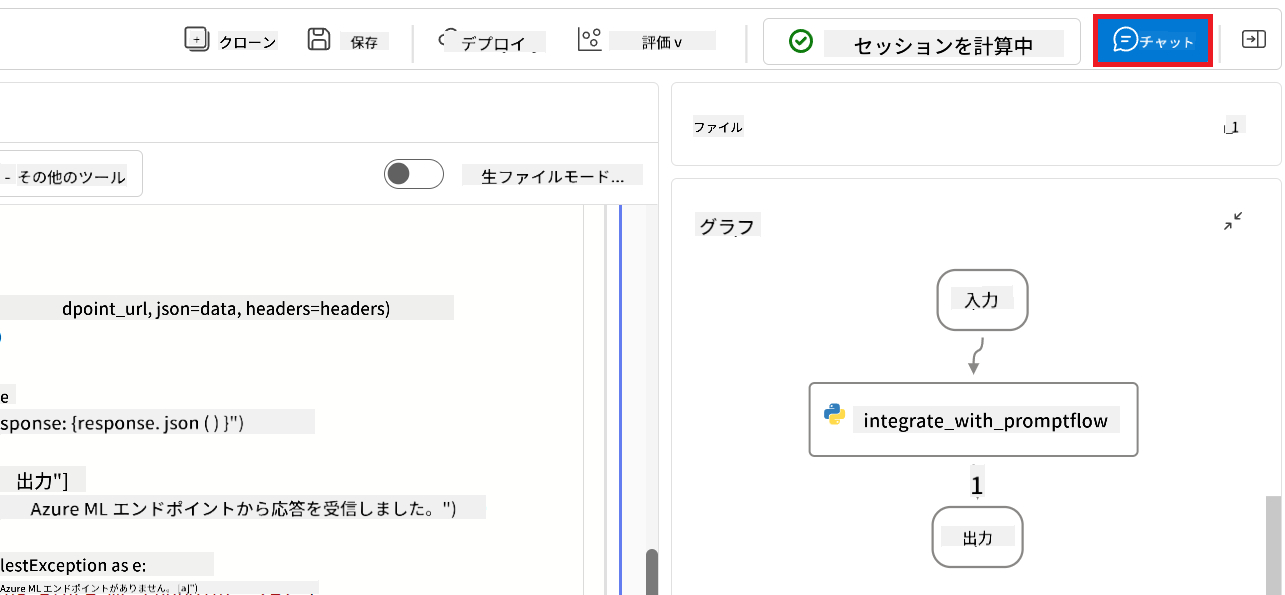 クローン 保存 デプロイ 評価 v セッションを計算中 チャット
ファイル
- その他のツール 生ファイルモード...
グラフ
入力
dpoint_url, json=data, headers=headers)
e
sponse: {response. json ( ) }")
integrate_with_promptflow
出力"]
1
Azure ML エンドポイントから応答を受信しました。")
出力
lestException as e:
Azure ML エンドポイントがありません。 [a]")